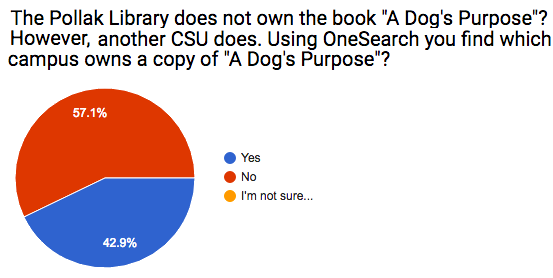 The Pollak Library does not own the book "A Dog's Purpose"?
However, another CSU does. Using OneSearch you find which
campus owns a copy of "A Dog's Purpose"?
57.1%
Yes
No
I'm not sure...
42.9%